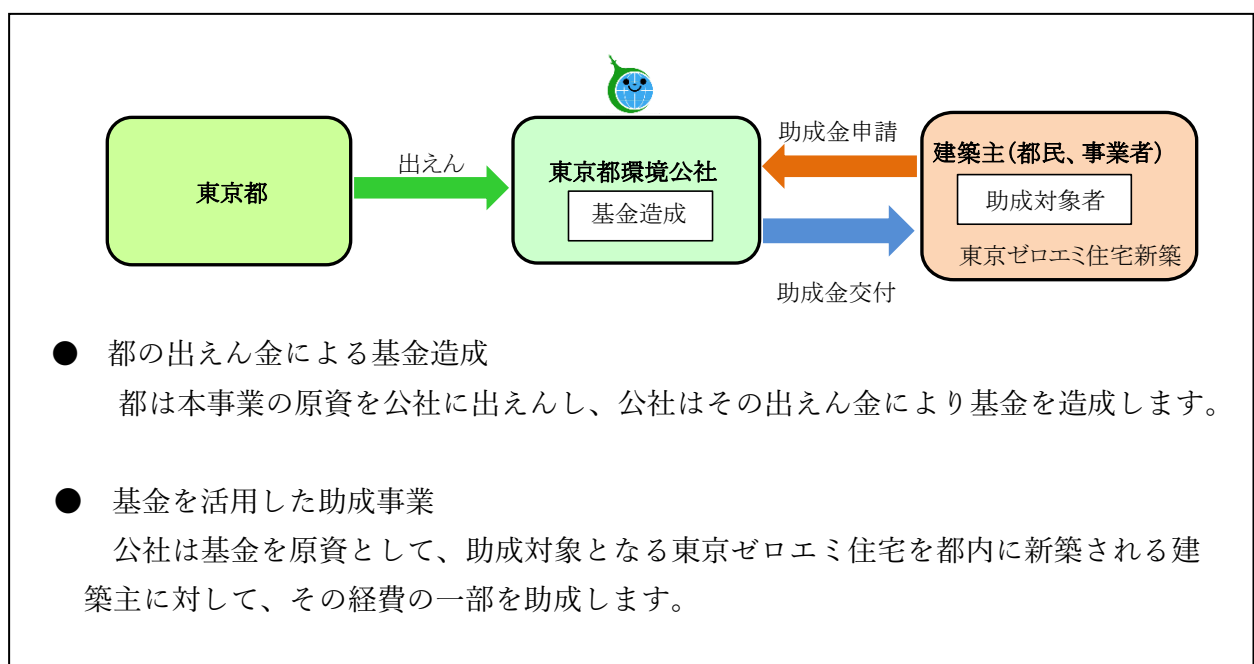 東京都
出えん
東京都環境公社
基金造成
助成金申請
助成金交付
建築主(都民、事業者)
助成対象者
東京ゼロエミ住宅新築
● 都の出えん金による基金造成
都は本事業の原資を公社に出えんし、公社はその出えん金により基金を造成します。
● 基金を活用した助成事業
公社は基金を原資として、助成対象となる東京ゼロエミ住宅を都内に新築される建
築主に対して、その経費の一部を助成します。